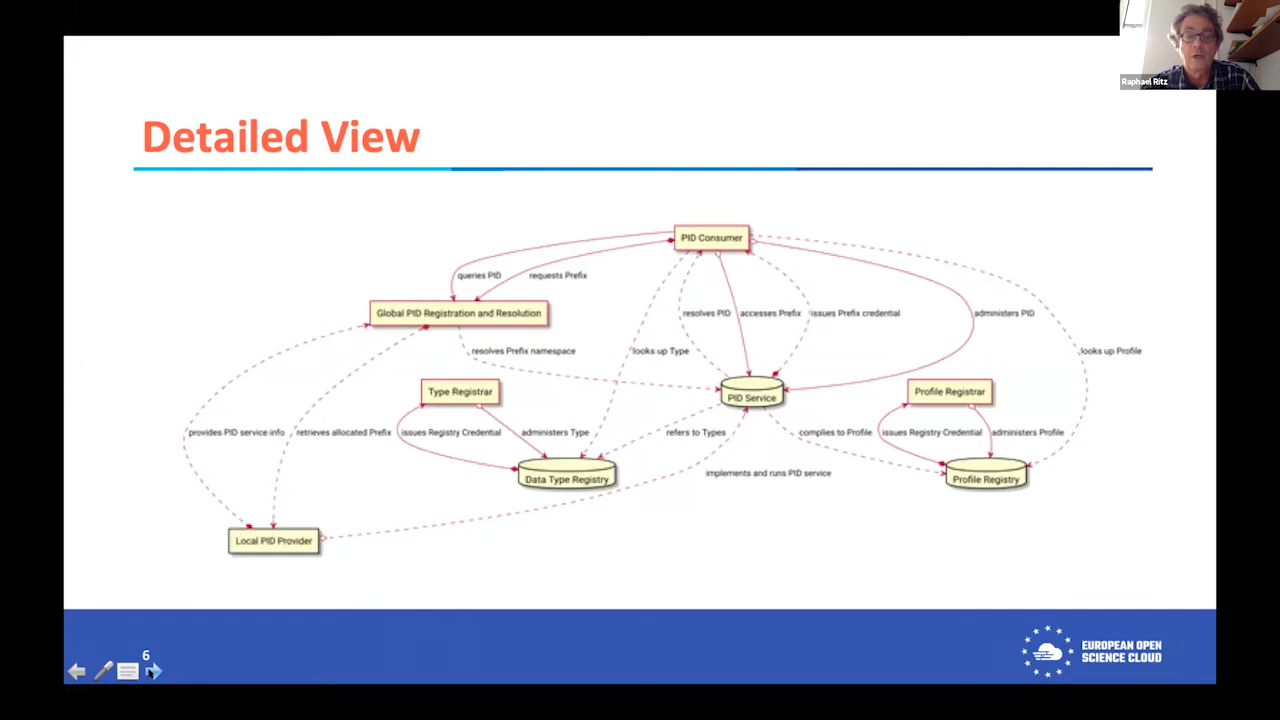 Raphael Ritz
Detailed View
PID Consumer
queries PID
requests Prefix
Global PID Registration and Resolution
resolves PID
accesses Prefix
issues Prefix credential
administers PID
resolves Prefix namespace
looks up Type
looks up Profile
Type Registrar
PID Service
Profile Registrar
provides PID service info
retrieves allocated Prefix
issues Registry Credential
administers Type
refers to Types
complies to Profile
issues Registry Credential
administers Profile
Data Type Registry
implements and runs PID service
Profile Registry
Local PID Provider
6
EUROPEAN OPEN
SCIENCE CLOUD